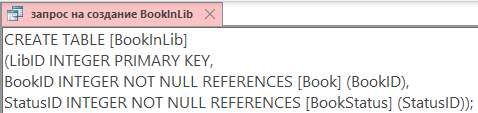 запрос на создание BookInLib
CREATE TABLE [BookInLib]
(LibID INTEGER PRIMARY KEY,
BookID INTEGER NOT NULL REFERENCES [Book] (BookID),
StatusID INTEGER NOT NULL REFERENCES [BookStatus] (StatusID));